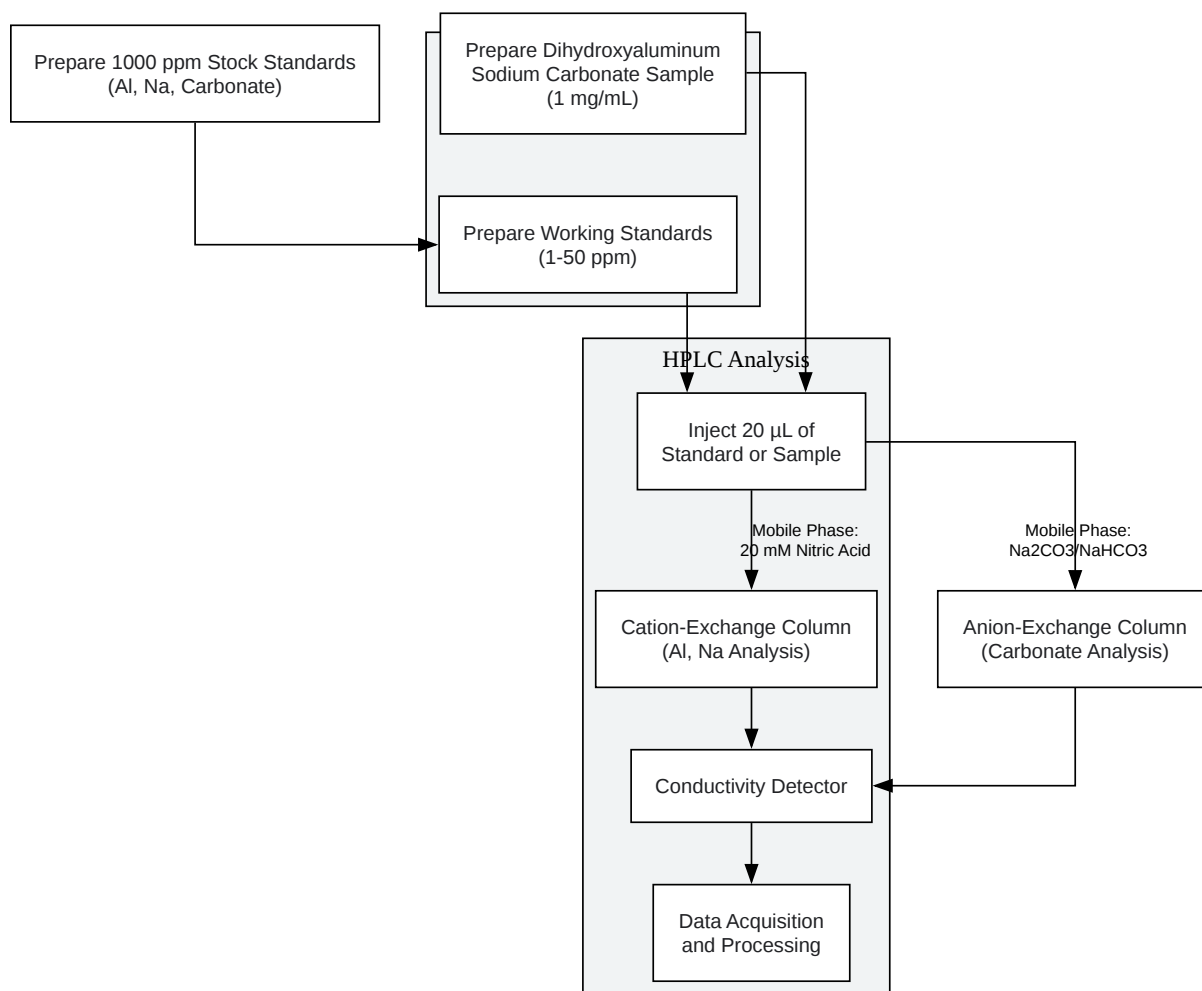 Prepare 1000 ppm Stock Standards
(Al, Na, Carbonate)
Prepare Dihydroxyaluminum
Sodium Carbonate Sample
(1 mg/mL)
Prepare Working Standards
(1-50 ppm)
HPLC Analysis
Inject 20 µL of
Standard or Sample
Mobile Phase:
20 mM Nitric Acid
Mobile Phase:
Na2CO3/NaHCO3
Cation-Exchange Column
(Al, Na Analysis)
Anion-Exchange Column
(Carbonate Analysis)
Conductivity Detector
Data Acquisition
and Processing